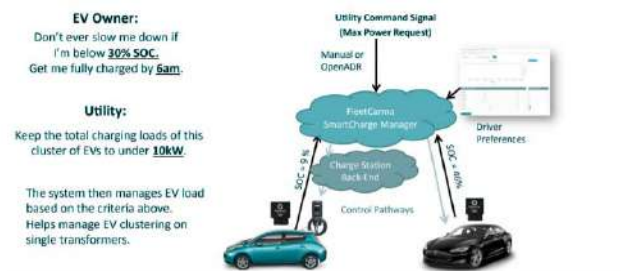 EV Owner:
Don't ever slow me down if
I'm below 30% SOC.
Get me fully charged by 6am.
Utility:
Keep the total charging loads of this
cluster of EVs to under 10kW.
The system then manages EV load
based on the criteria above.
Helps manage EV clustering on
single transformers.
Utility Command Signal
(Max Power Request)
Manual or
OpenADR
FleetCarma
SmartCharge Manager
Driver
Preferences
Charge Station
Back-End
SOC = 9 %
Control Pathways